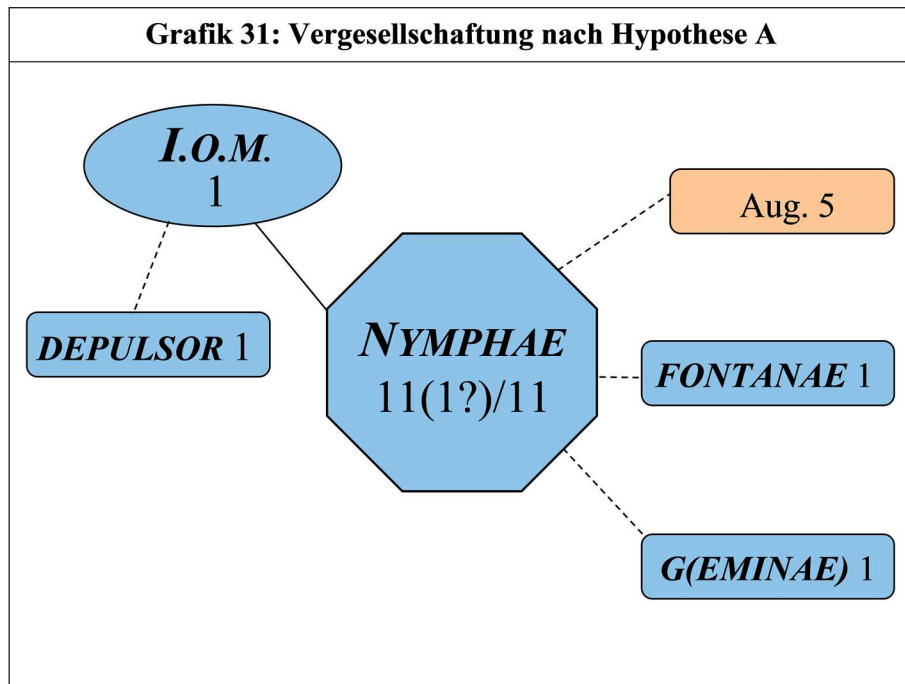 Grafik 31: Vergesellschaftung nach Hypothese A
I.O.M.
1
Aug. 5
DEPULSOR 1
NYMPHAE
11(1?)/11
FONTANAE 1
G(EMINAE) 1